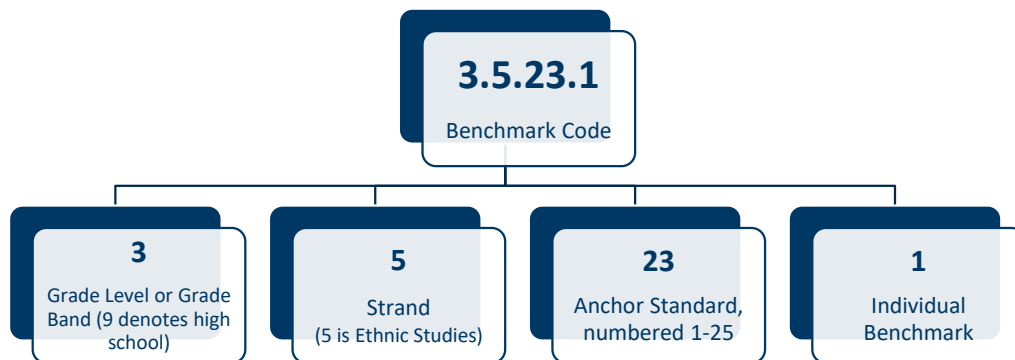 3.5.23.1
Benchmark Code
3
Grade Level or Grade
Band (9 denotes high
school)
5
Strand
(5 is Ethnic Studies)
23
Anchor Standard,
numbered 1-25
1
Individual
Benchmark